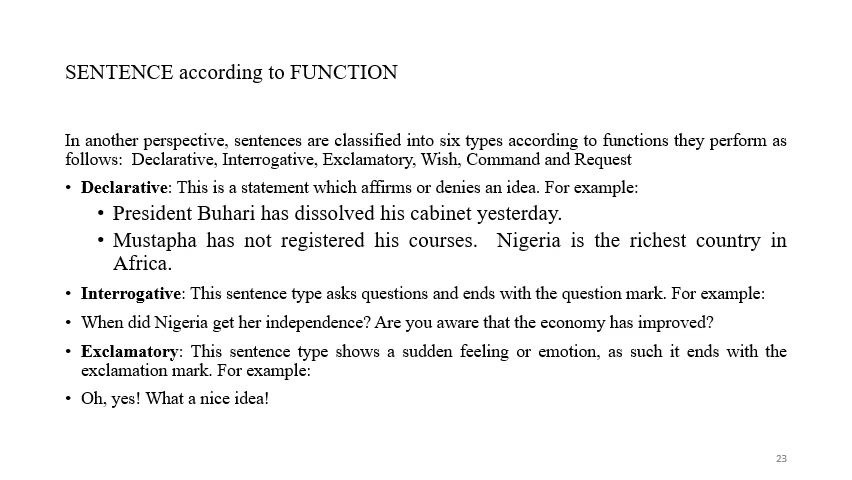 SENTENCE according to FUNCTION
In another perspective, sentences are classified into six types according to functions they perform as
follows:  Declarative, Interrogative, Exclamatory, Wish, Command and Request
• Declarative: This is a statement which affirms or denies an idea. For example:
• President Buhari has dissolved his cabinet yesterday.
• Mustapha has not registered his courses.  Nigeria is the richest country in
Africa.
• Interrogative: This sentence type asks questions and ends with the question mark. For example:
• When did Nigeria get her independence? Are you aware that the economy has improved?
• Exclamatory: This sentence type shows a sudden feeling or emotion, as such it ends with the
exclamation mark. For example:
• Oh, yes! What a nice idea!
23